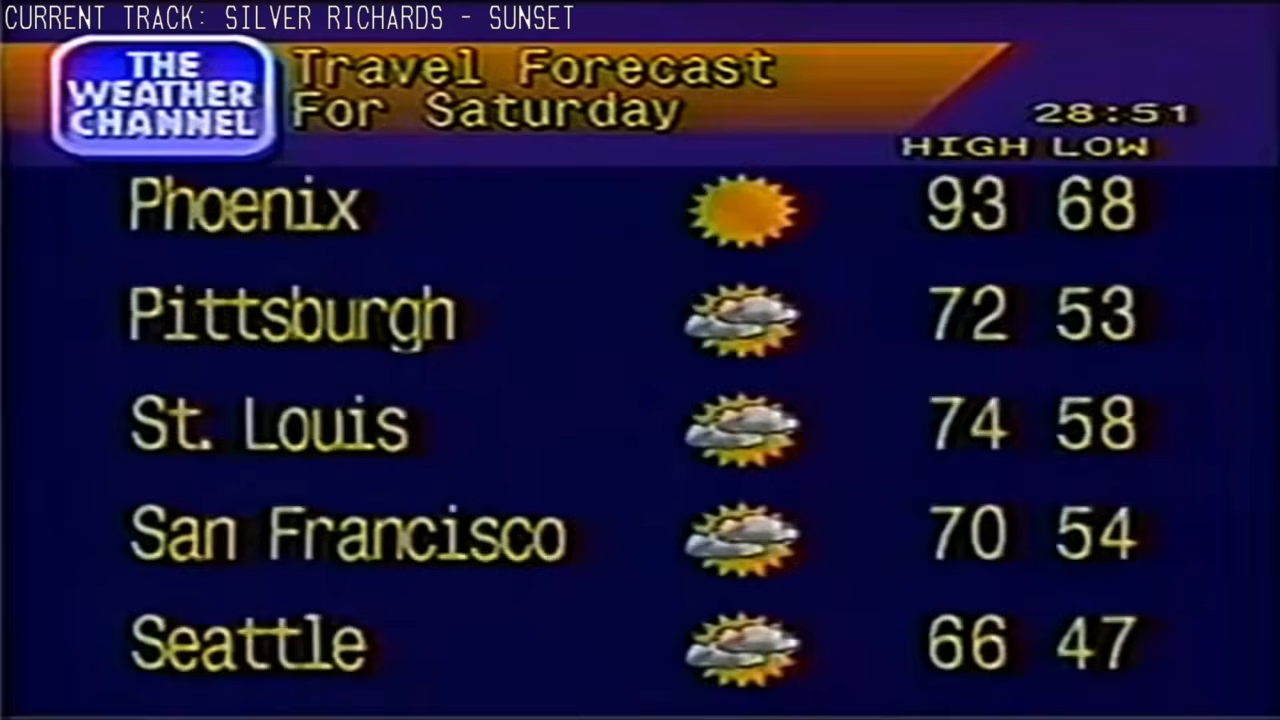 CURRENT TRACK: SILVER RICHARDS - SUNSET
THE
WEATHER
CHANNEL
Travel Forecast
For Saturday
28:51
HIGH LOW
Phoenix 93 68
Pittsburgh 72 53
St. Louis 74 58
San Francisco 70 54
Seattle 66 47